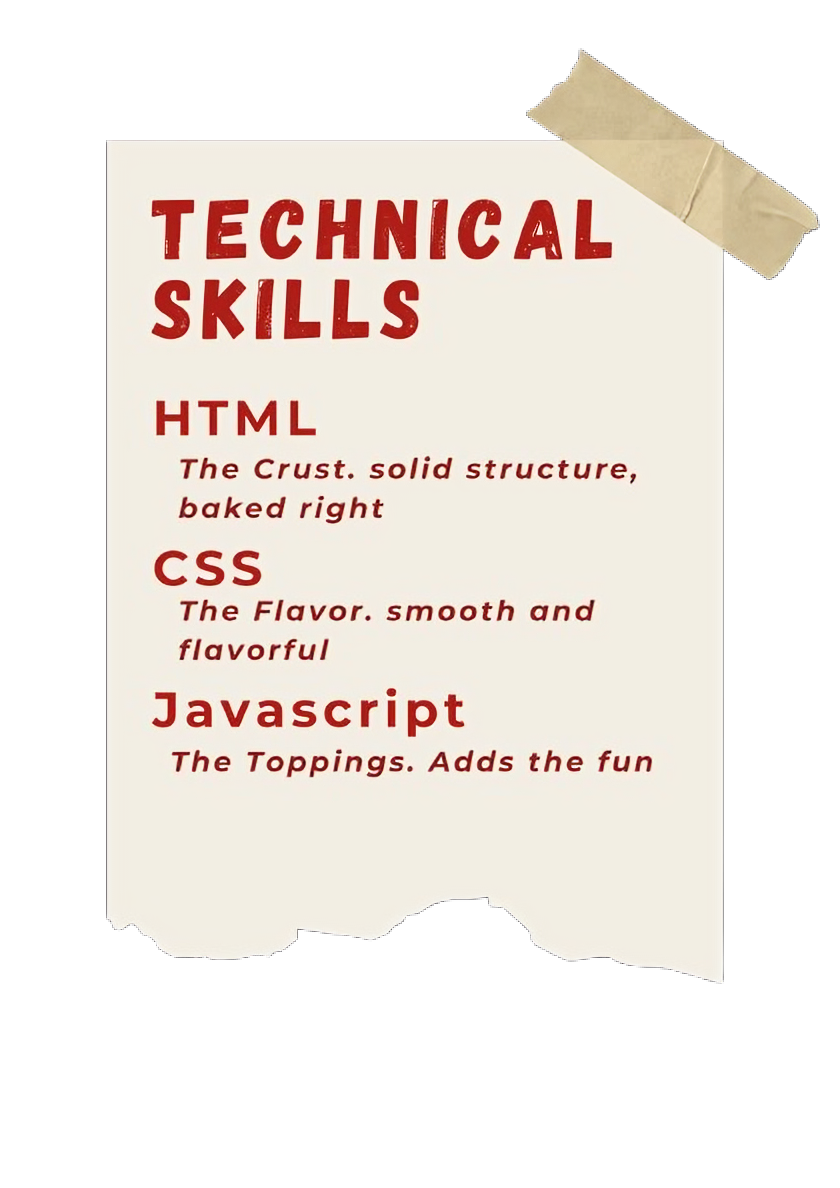 TECHNICAL
SKILLS
HTML
The Crust. solid structure,
baked right
CSS
The Flavor. smooth and
flavorful
Javascript
The Toppings. Adds the fun